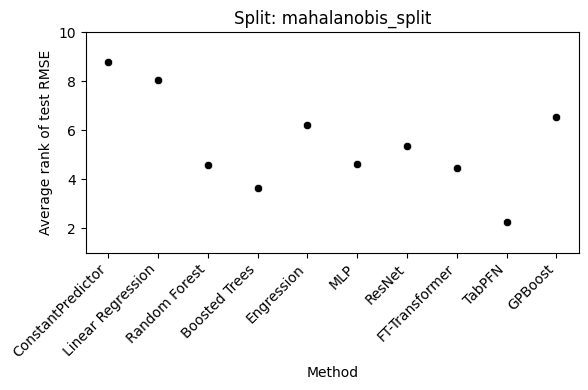 Split: mahalanobis_split
Average rank of test RMSE
10
8
6
4
2
ConstantPredictor
Linear Regression
Random Forest
Boosted Trees
Engression
MLP
ResNet
FT-Transformer
TabPFN
GPBoost
Method